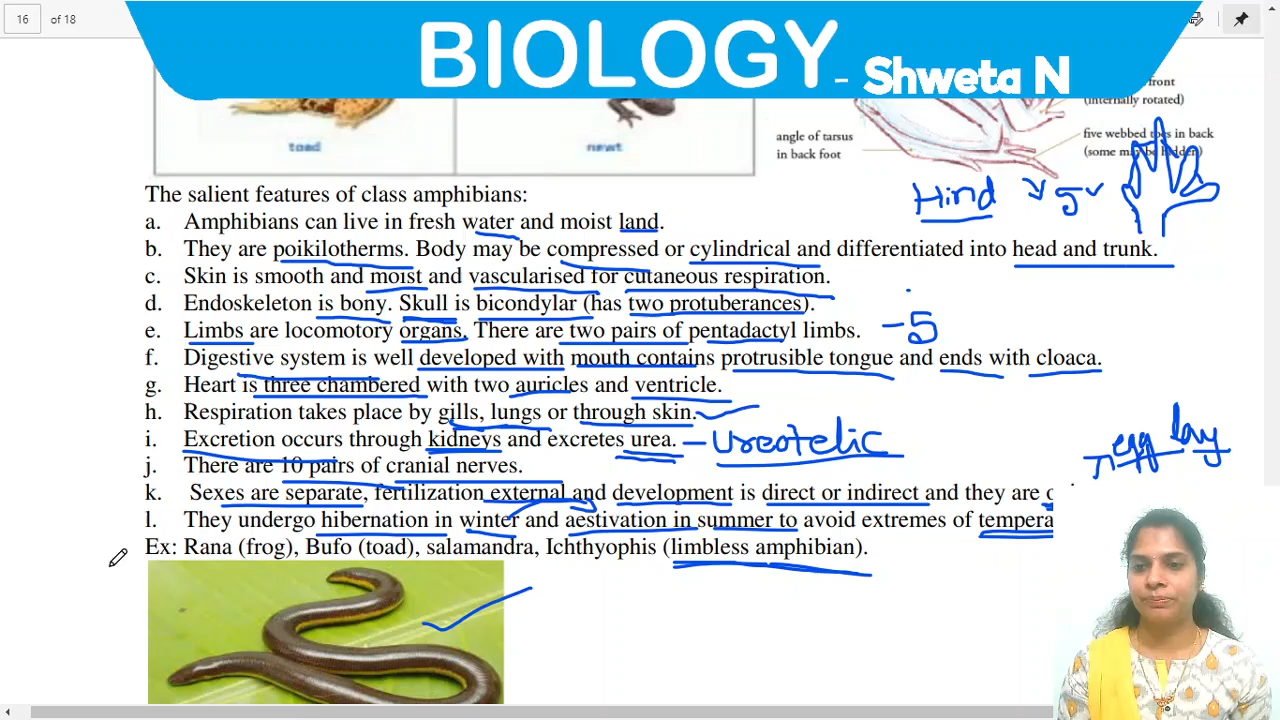 16 of 18
BIOLOGY
- Shweta N
front
(internally rotated)
angle of tarsus
in back foot
five webbed toes in back
(some may be hidden)
toad
newt
Hind 5
The salient features of class amphibians:
a. Amphibians can live in fresh water and moist land.
b. They are poikilotherms. Body may be compressed or cylindrical and differentiated into head and trunk.
c. Skin is smooth and moist and vascularised for cutaneous respiration.
d. Endoskeleton is bony. Skull is bicondylar (has two protuberances).
e. Limbs are locomotory organs. There are two pairs of pentadactyl limbs. - 5
f. Digestive system is well developed with mouth contains protrusible tongue and ends with cloaca.
g. Heart is three chambered with two auricles and ventricle.
h. Respiration takes place by gills, lungs or through skin.
i. Excretion occurs through kidneys and excretes urea. - Ureotelic
egg lay
j. There are 10 pairs of cranial nerves.
k. Sexes are separate, fertilization external and development is direct or indirect and they are
l. They undergo hibernation in winter and aestivation in summer to avoid extremes of tempera
Ex: Rana (frog), Bufo (toad), salamandra, Ichthyophis (limbless amphibian).